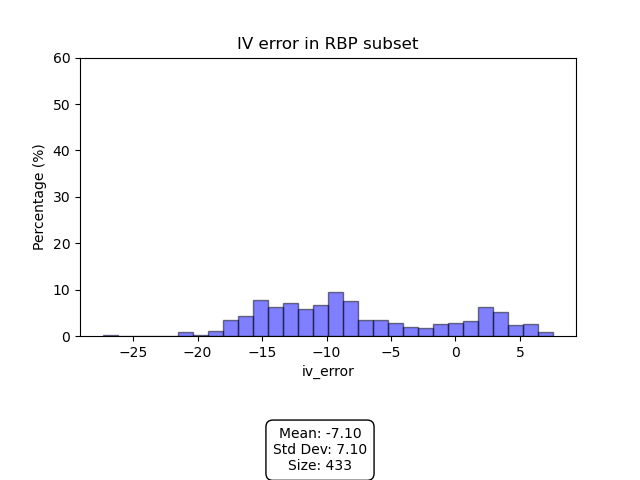 IV error in RBP subset
60
50
40
30
20
10
0
Percentage (%)
−25 −20 −15 −10 −5 0 5
iv_error
Mean: -7.10
Std Dev: 7.10
Size: 433